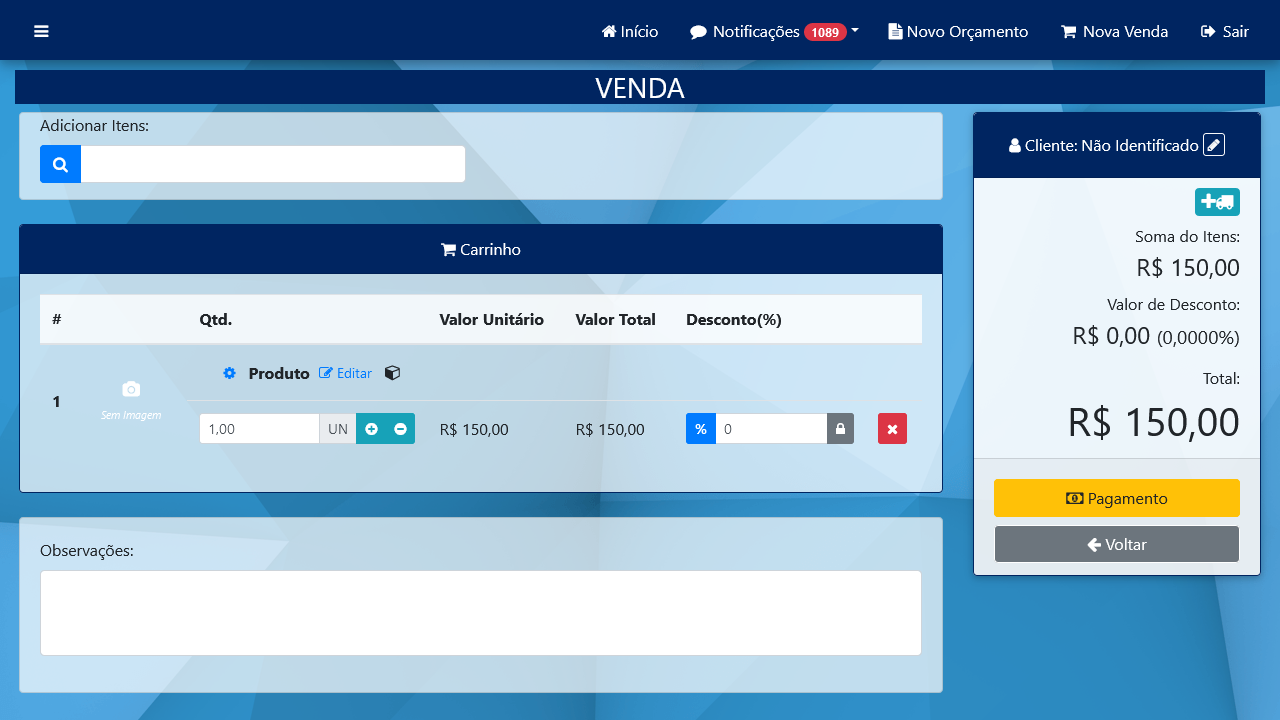 Início Notificações 1089 Novo Orçamento Nova Venda Sair
VENDA
Adicionar Itens:
Cliente: Não Identificado
Carrinho
# Qtd. Valor Unitário Valor Total Desconto(%)
1
Sem Imagem
Produto Editar
1,00 UN R$ 150,00 R$ 150,00 % 0
Observações:
Soma do Itens:
R$ 150,00
Valor de Desconto:
R$ 0,00 (0,0000%)
Total:
R$ 150,00
Pagamento
Voltar